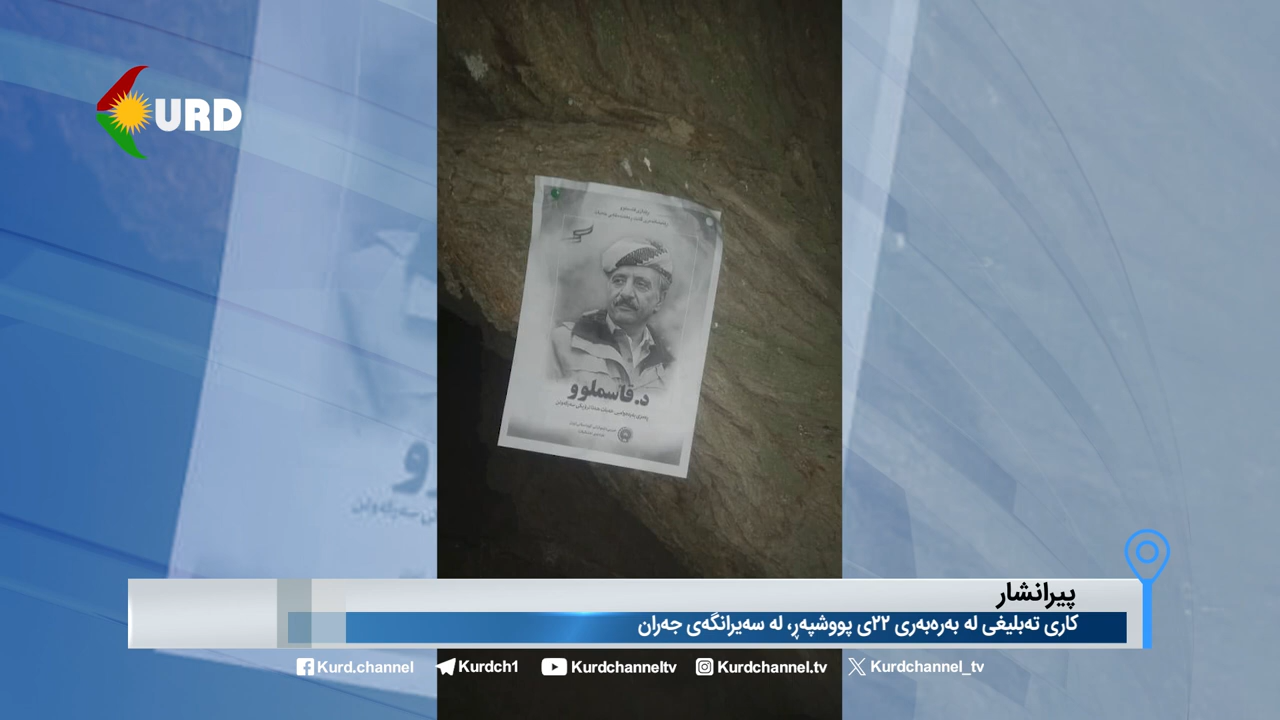 URD
د. قاسملوو
پیرانشار
کاری تەبلیغی لە بەرەبەری ٢٢ی پووشپەڕ، لە سەیرانگەی جەران
Kurd.channel Kurdch1 Kurdchanneltv Kurdchannel.tv Kurdchannel_tv